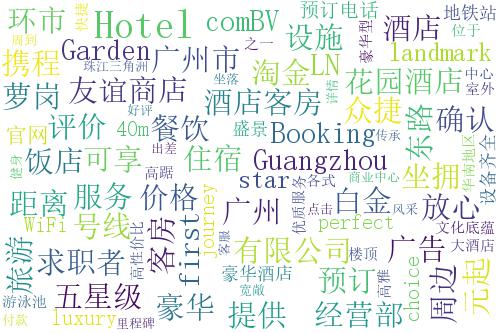 环市
周到
快捷
Hotel
comBV
预订电话
酒店
豪华型
地铁站
位于
携程
Garden
广州市
珠江三角洲
之一
设施
LN
landmark
萝岗
友谊商店
坐落
淘金
酒店客房
详情
花园酒店
中心
室外
众捷
官网
评价
40m
好评
餐饮
盛景
Booking
传承
东路
确认
设备齐全
健身
饭店
可享
出差
高踞
住宿
Guangzhou
商业中心
华南地区
坐拥
star
各式
距离
服务
价格
广州
优质服务
点击
白金
风采
放心
WiFi
号线
高性价比
客房
first
journey
客服
有限公司
perfect
楼顶
广告
文化底蕴
大酒店
旅游
求职者
豪华酒店
宽敞
预订
高雅
choice
周边
元起
游泳池
五星级
豪华
提供
经营部
付款
luxury
里程碑